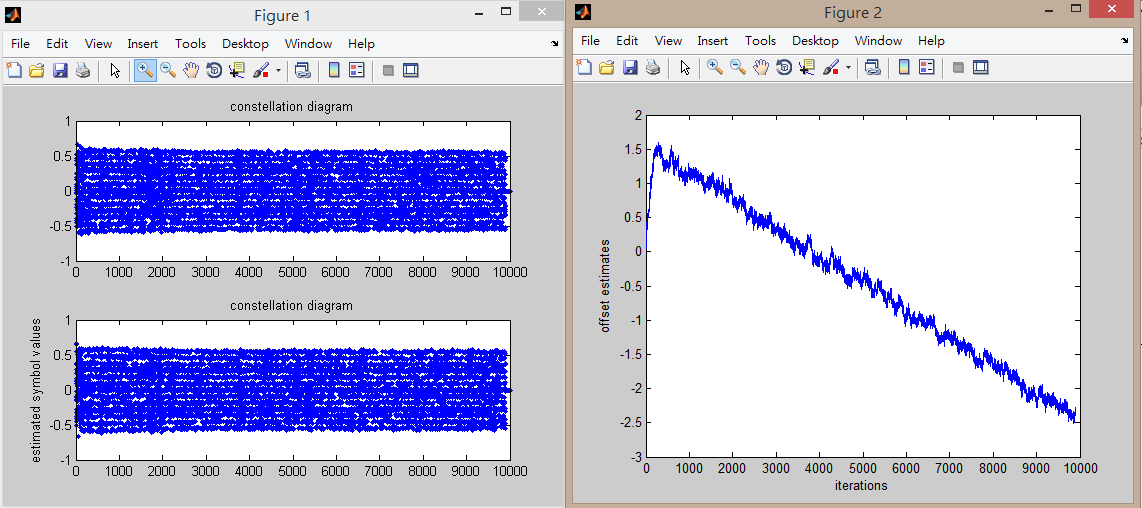 Figure 1
File Edit View Insert Tools Desktop Window Help
constellation diagram
1
0.5
0
-0.5
-1
0 1000 2000 3000 4000 5000 6000 7000 8000 9000 10000
constellation diagram
estimated symbol values
1
0.5
0
-0.5
-1
0 1000 2000 3000 4000 5000 6000 7000 8000 9000 10000
Figure 2
File Edit View Insert Tools Desktop Window Help
offset estimates
2
1.5
1
0.5
0
-0.5
-1
-1.5
-2
-2.5
-3
0 1000 2000 3000 4000 5000 6000 7000 8000 9000 10000
iterations